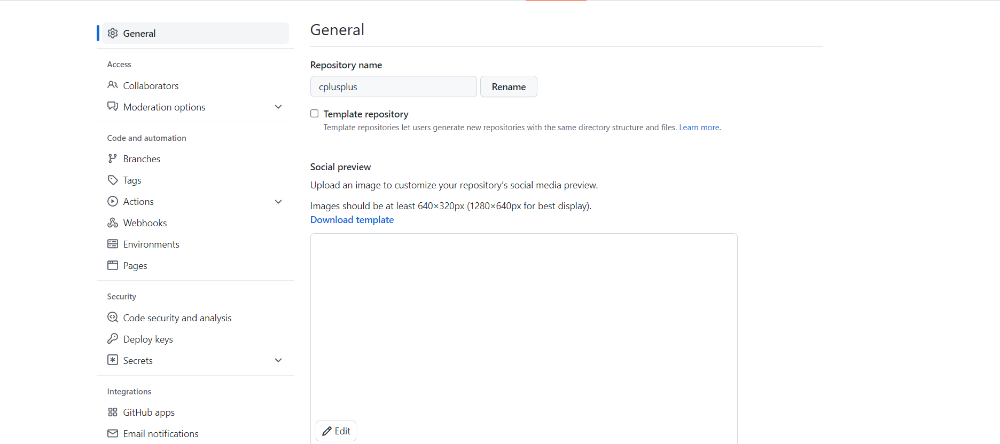 General
Access
Collaborators
Moderation options
Code and automation
Branches
Tags
Actions
Webhooks
Environments
Pages
Security
Code security and analysis
Deploy keys
Secrets
Integrations
GitHub apps
Email notifications
General
Repository name
cplusplus
Rename
Template repository
Template repositories let users generate new repositories with the same directory structure and files. Learn more.
Social preview
Upload an image to customize your repository’s social media preview.
Images should be at least 640×320px (1280×640px for best display).
Download template
Edit